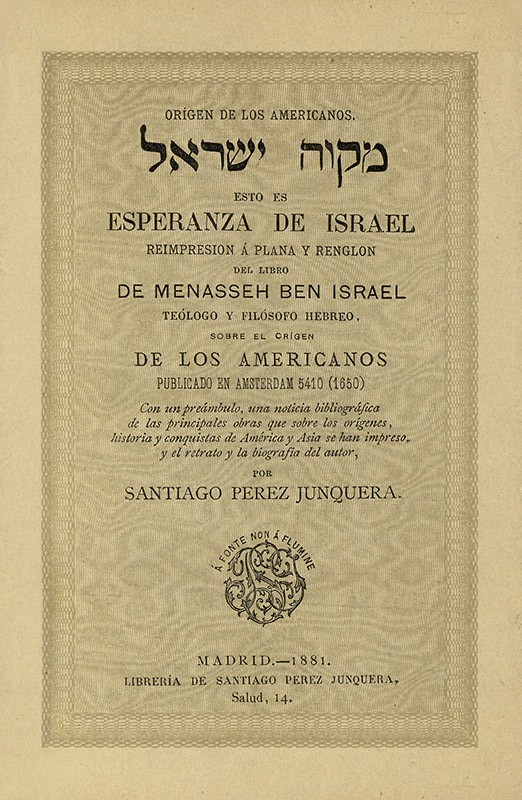 ORÍGEN DE LOS AMERICANOS.
מקוה ישראל
ESTO ES
ESPERANZA DE ISRAEL
REIMPRESION Á PLANA Y RENGLON
DEL LIBRO
DE MENASSEH BEN ISRAEL
TEÓLOGO Y FILÓSOFO HEBREO,
SOBRE EL ORÍGEN
DE LOS AMERICANOS
PUBLICADO EN AMSTERDAM 5410 (1650)
Con un preámbulo, una noticia bibliográfica
de las principales obras que sobre los orígenes,
historia y conquistas de América y Asia se han impreso,
y el retrato y la biografía del autor,
POR
SANTIAGO PEREZ JUNQUERA.
Á FONTE NON Á FLUMINE
MADRID.—1881.
LIBRERÍA DE SANTIAGO PEREZ JUNQUERA,
Salud, 14.